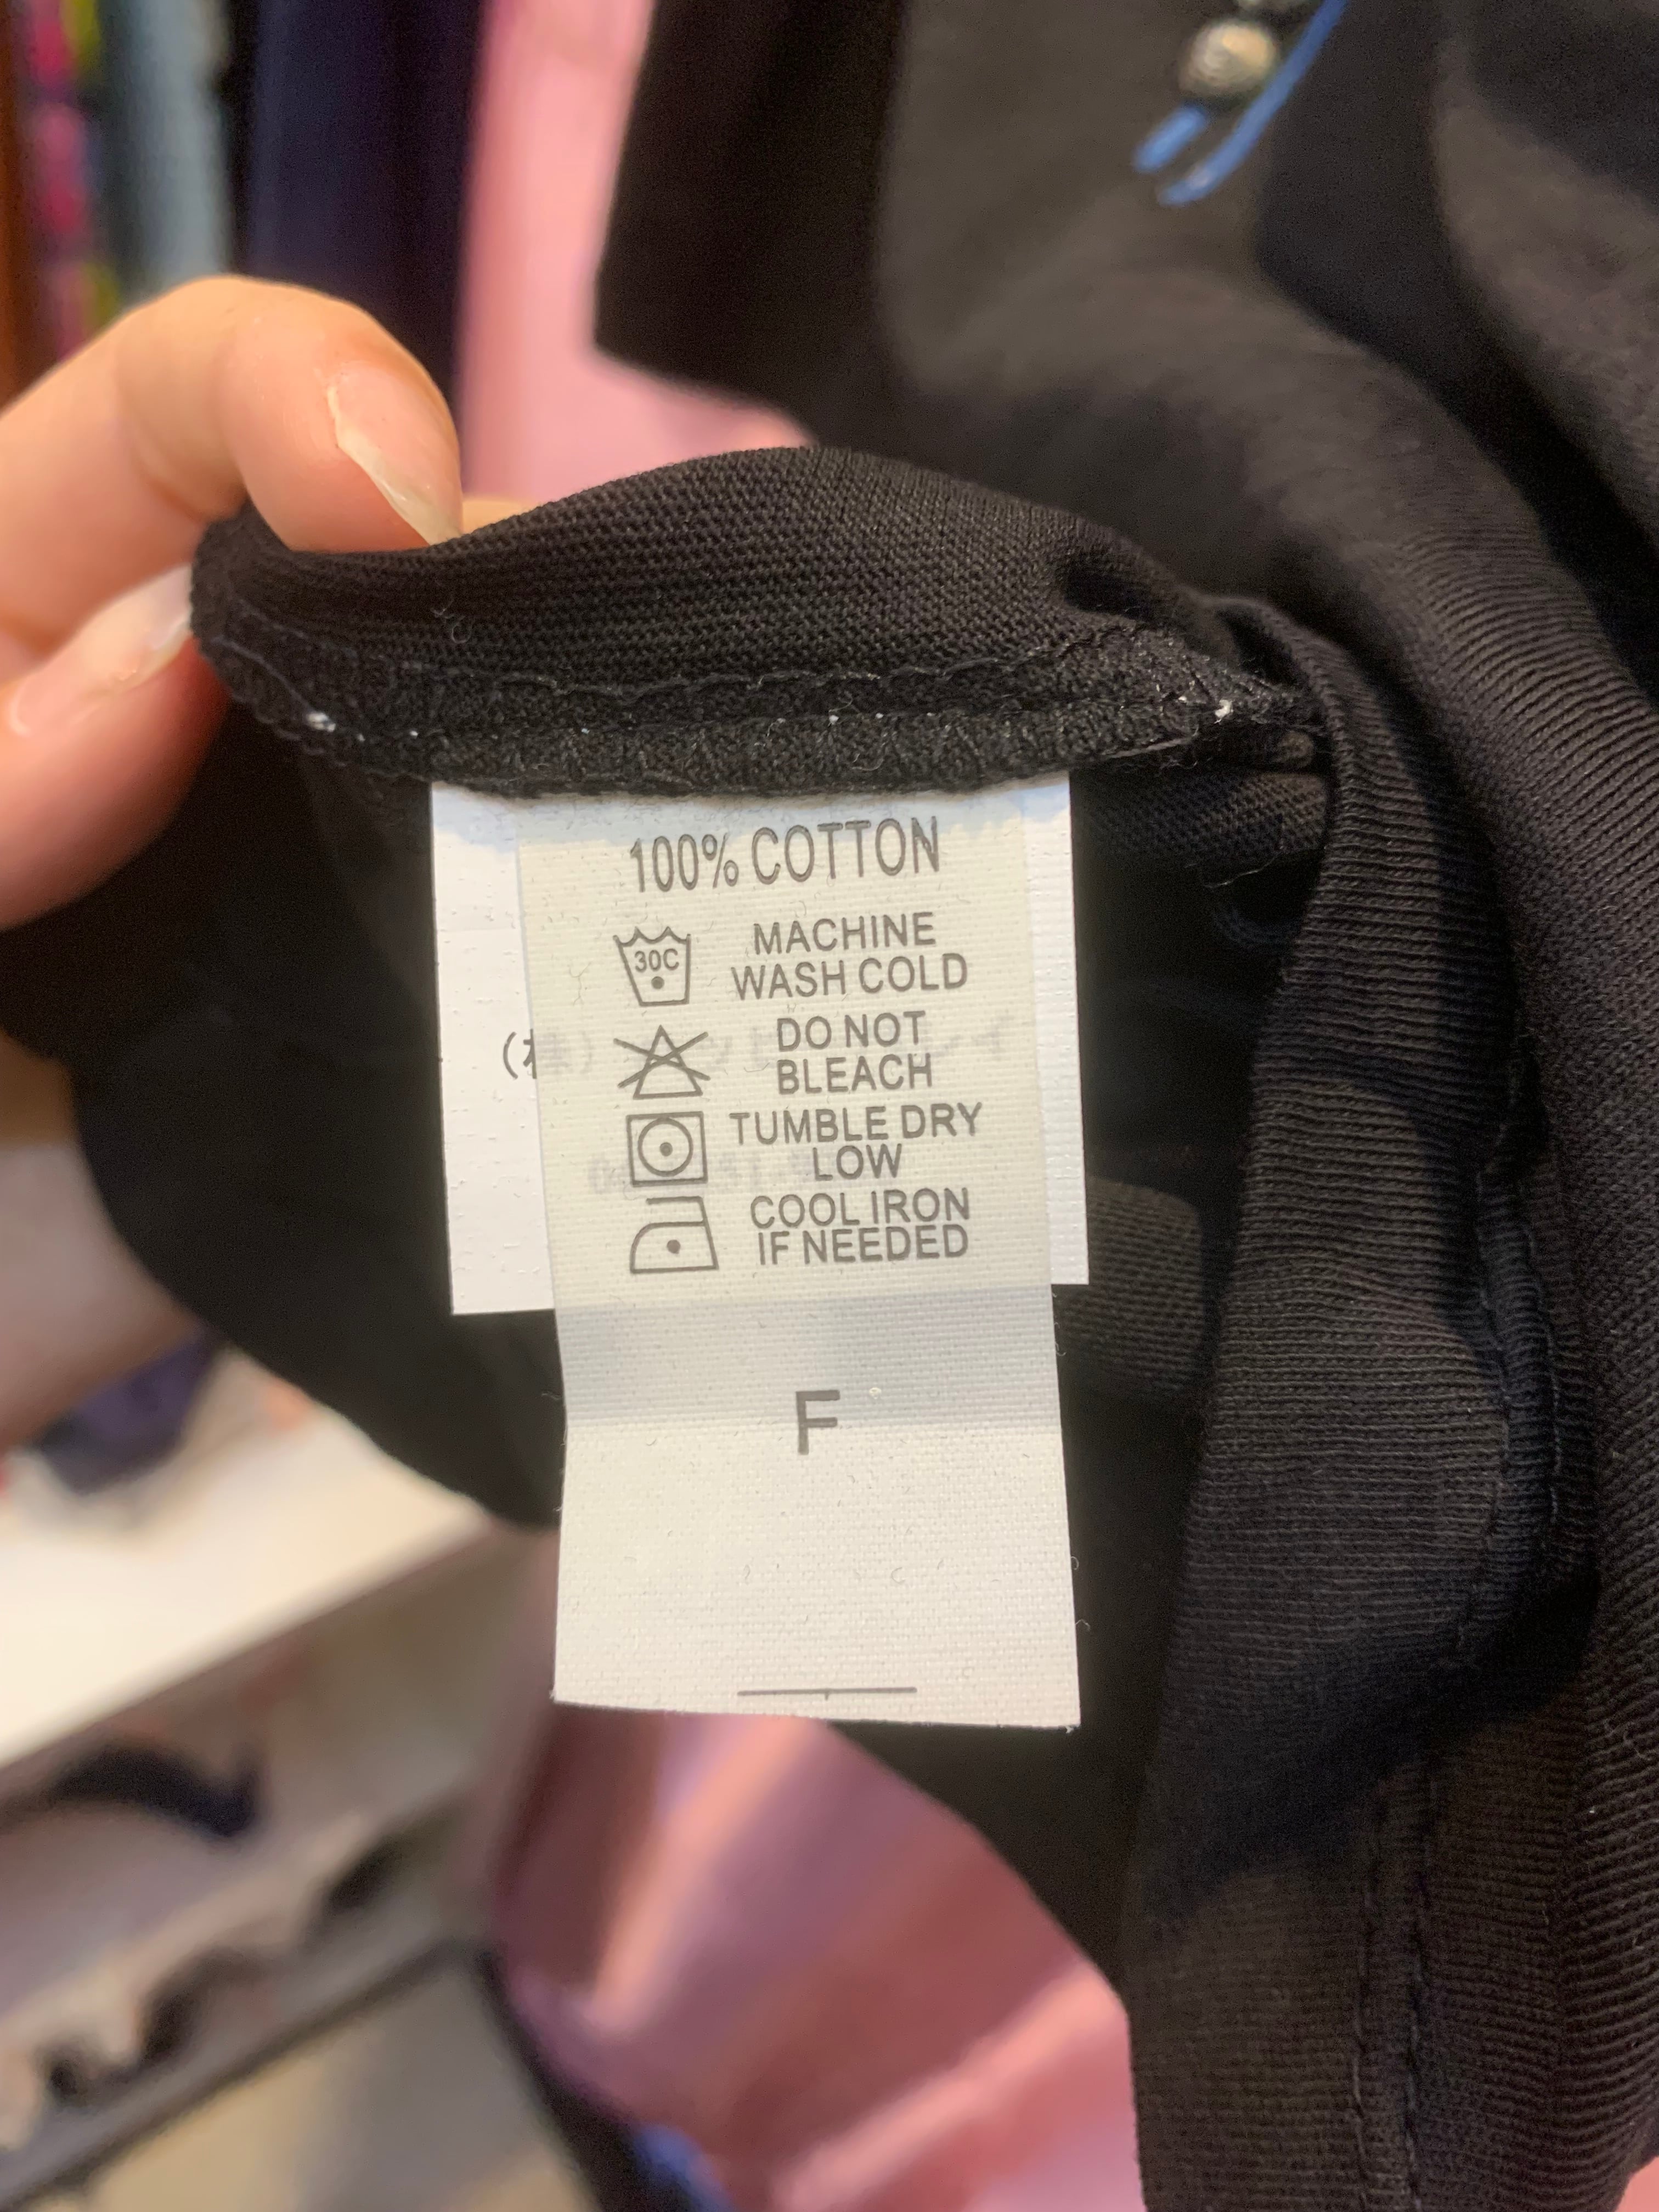 100% COTTON
30C
MACHINE
WASH COLD
DO NOT
BLEACH
TUMBLE DRY
LOW
COOL IRON
IF NEEDED
F